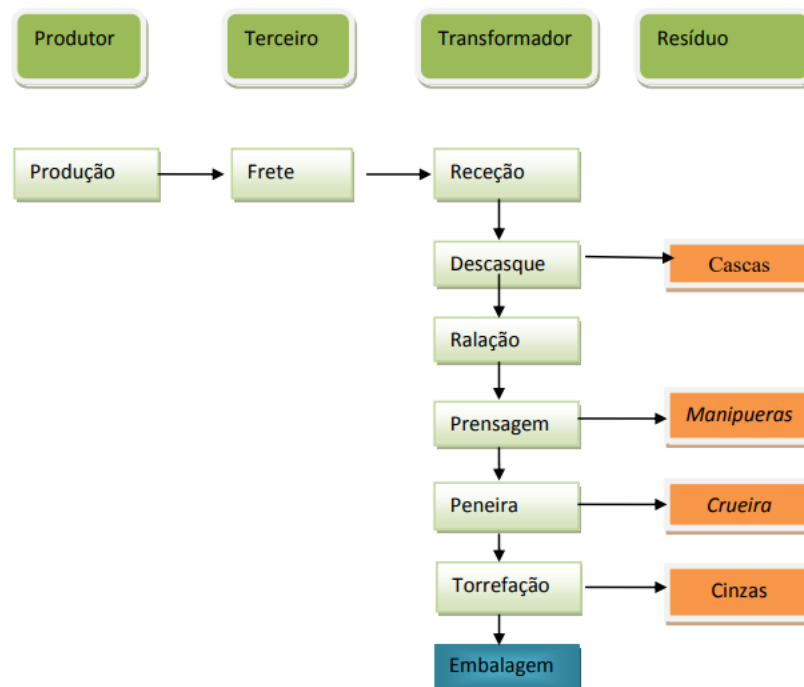 Produtor
Terceiro
Transformador
Resíduo
Produção
Frete
Receção
Descasque
Cascas
Ralação
Prensagem
Manipueras
Peneira
Crueira
Torrefação
Cinzas
Embalagem